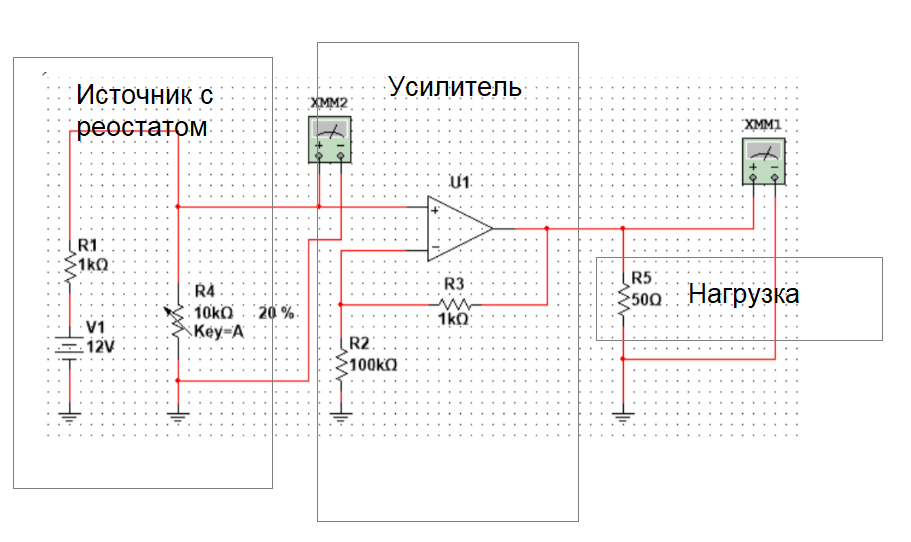 Источник с
реостатом
Усилитель
XMM2
XMM1
U1
R1
1kΩ
R4
10kΩ 20 %
Key=A
V1
12V
R3
1kΩ
R2
100kΩ
R5
50Ω
Нагрузка